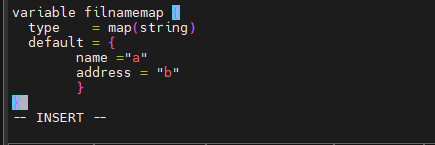 variable filnamemap {
  type    = map(string)
  default = {
        name ="a"
        address = "b"
        }
}
-- INSERT --